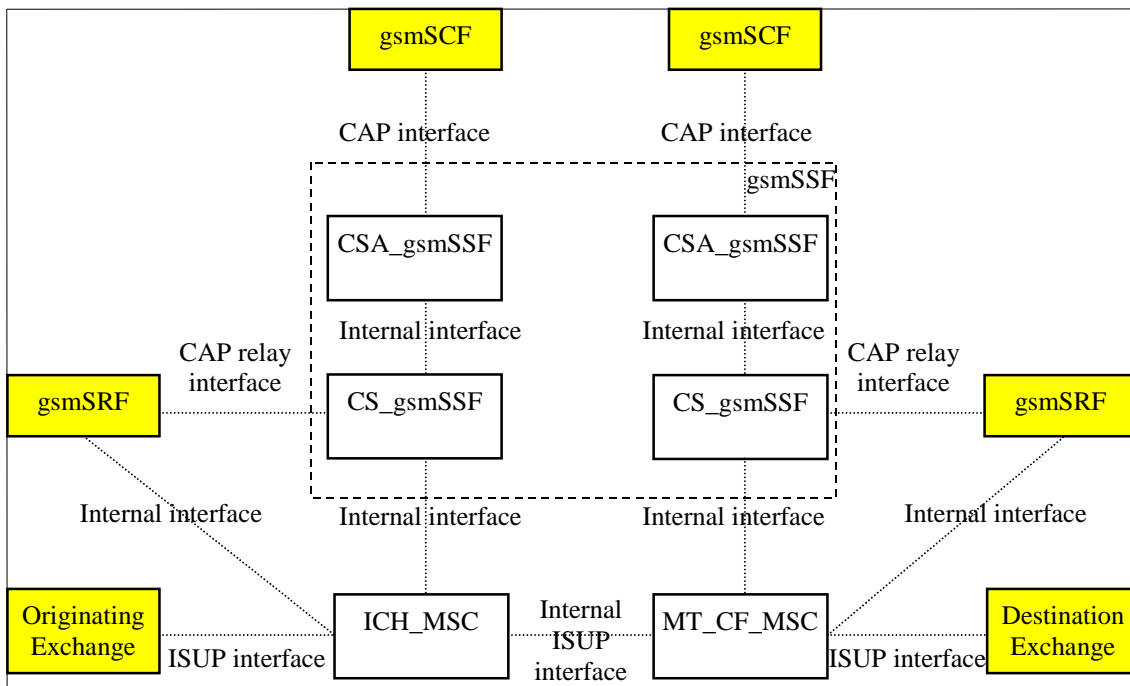 gsmSCF
gsmSCF
CAP interface
CAP interface
gsmSSF
CSA_gsmSSF
CSA_gsmSSF
Internal interface
Internal interface
CAP relay
interface
CAP relay
interface
gsmSRF
CS_gsmSSF
CS_gsmSSF
gsmSRF
Internal interface
Internal interface
Internal interface
Internal interface
Originating
Exchange
ISUP interface
ICH_MSC
Internal
ISUP
interface
MT_CF_MSC
ISUP interface
Destination
Exchange